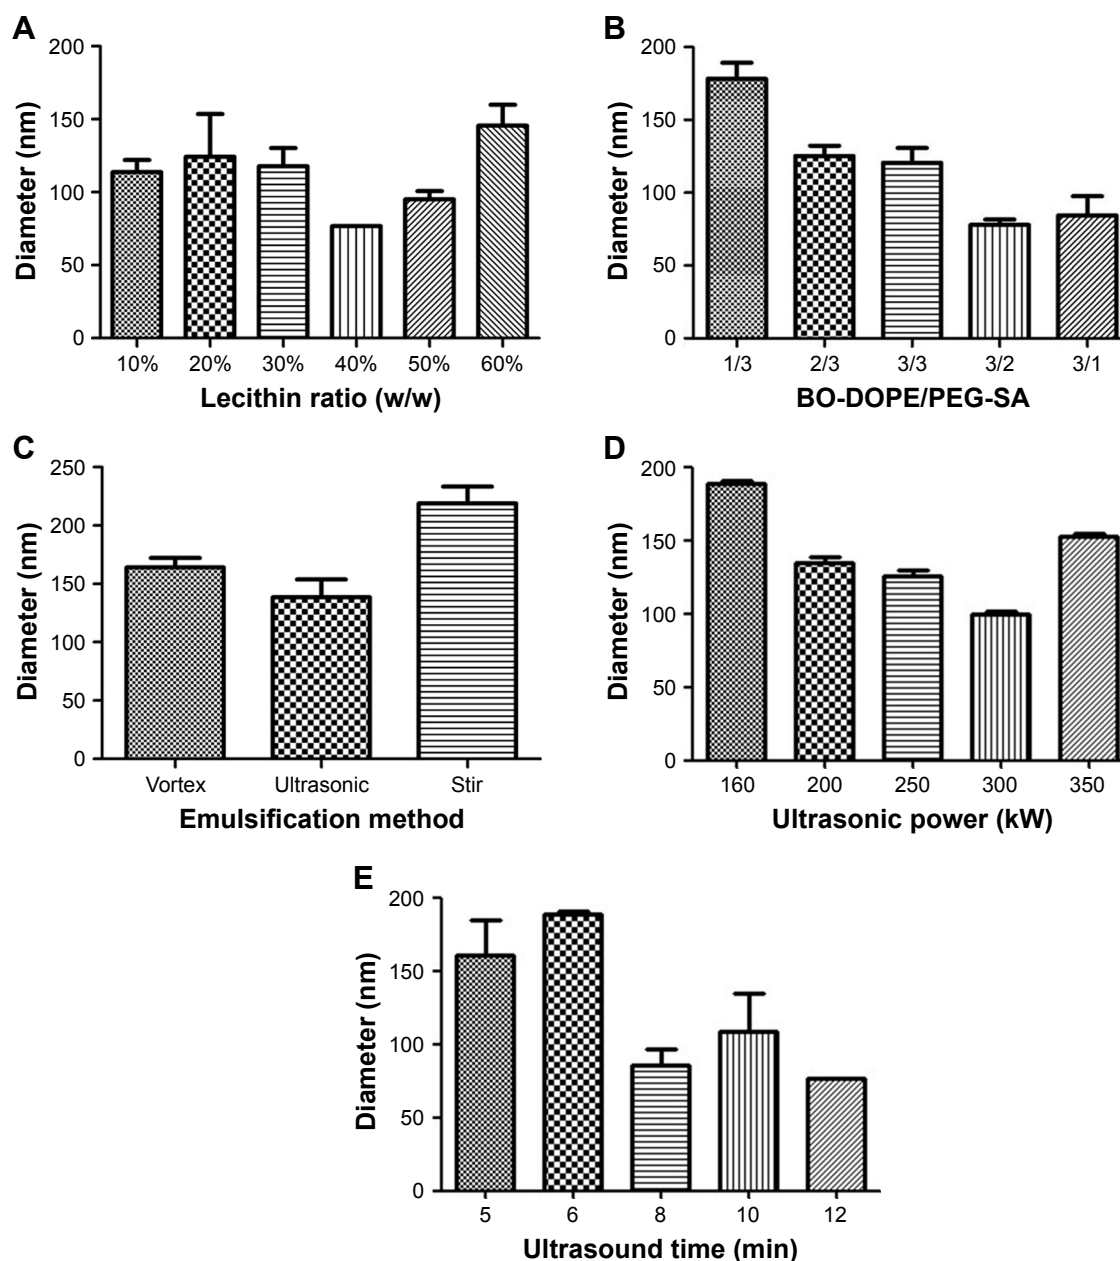 A
Diameter (nm)
200
150
100
50
0
10% 20% 30% 40% 50% 60%
Lecithin ratio (w/w)
B
Diameter (nm)
200
150
100
50
0
1/3 2/3 3/3 3/2 3/1
BO-DOPE/PEG-SA
C
Diameter (nm)
250
200
150
100
50
0
Vortex Ultrasonic Stir
Emulsification method
D
Diameter (nm)
200
150
100
50
0
160 200 250 300 350
Ultrasonic power (kW)
E
Diameter (nm)
200
150
100
50
0
5 6 8 10 12
Ultrasound time (min)